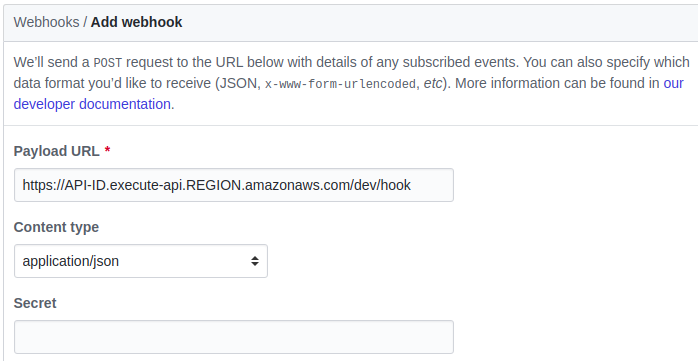 Webhooks / Add webhook
We’ll send a POST request to the URL below with details of any subscribed events. You can also specify which
data format you’d like to receive (JSON, x-www-form-urlencoded, etc). More information can be found in our
developer documentation.
Payload URL *
https://API-ID.execute-api.REGION.amazonaws.com/dev/hook
Content type
application/json
Secret